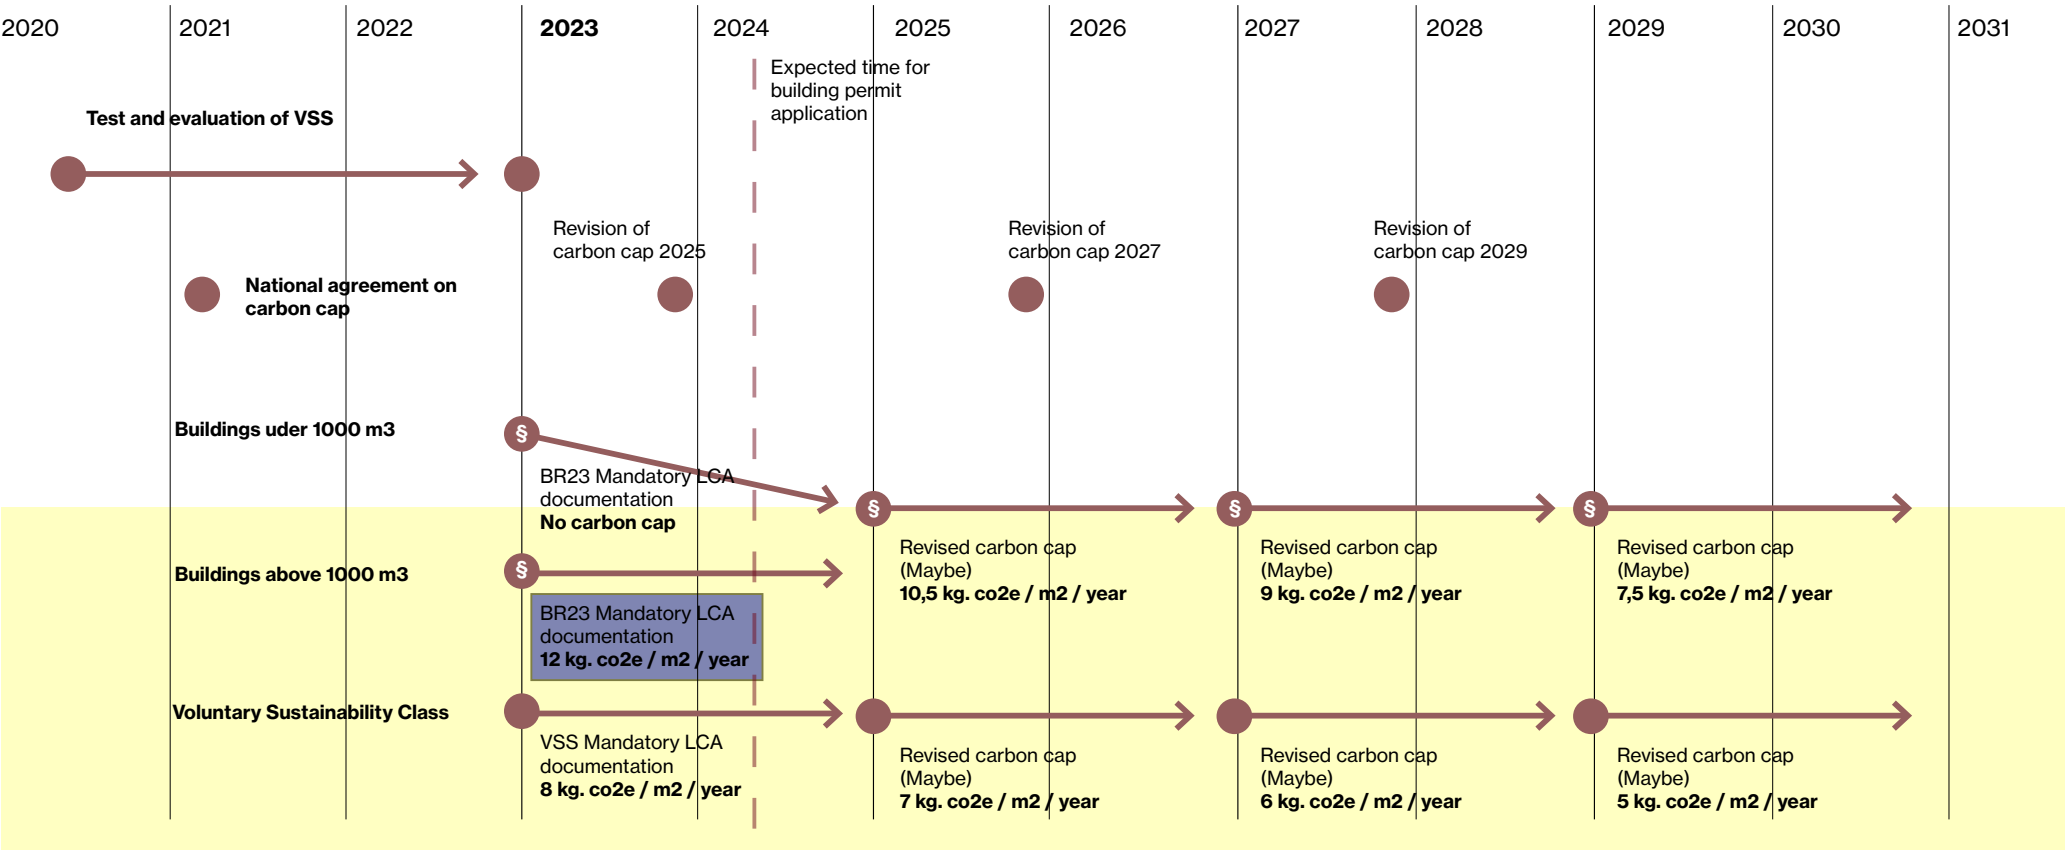 2020
2021
2022
2023
2024
2025
2026
2027
2028
2029
2030
2031
Expected time for
building permit
application
Test and evaluation of VSS
Revision of
carbon cap 2025
Revision of
carbon cap 2027
Revision of
carbon cap 2029
National agreement on
carbon cap
Buildings uder 1000 m3
§
BR23 Mandatory LCA
documentation
No carbon cap
§
§
§
Buildings above 1000 m3
§
BR23 Mandatory LCA
documentation
12 kg. co2e / m2 / year
Revised carbon cap
(Maybe)
10,5 kg. co2e / m2 / year
Revised carbon cap
(Maybe)
9 kg. co2e / m2 / year
Revised carbon cap
(Maybe)
7,5 kg. co2e / m2 / year
Voluntary Sustainability Class
VSS Mandatory LCA
documentation
8 kg. co2e / m2 / year
Revised carbon cap
(Maybe)
7 kg. co2e / m2 / year
Revised carbon cap
(Maybe)
6 kg. co2e / m2 / year
Revised carbon cap
(Maybe)
5 kg. co2e / m2 / year